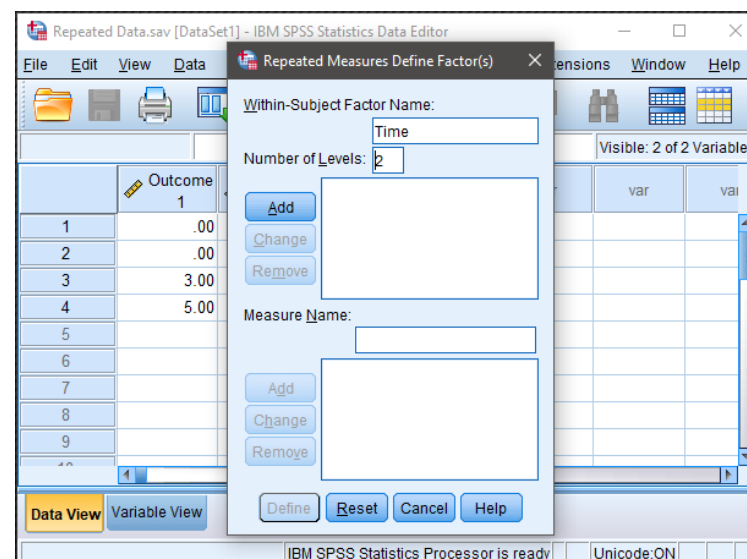 Repeated Data.sav [DataSet1] - IBM SPSS Statistics Data Editor
File Edit View Data
Window Help
Visible: 2 of 2 Variable
Outcome
1
var
1 .00
2 .00
3 3.00
4 5.00
5
6
7
8
9
Data View Variable View
IBM SPSS Statistics Processor is ready Unicode:ON
Repeated Measures Define Factor(s)
Within-Subject Factor Name:
Time
Number of Levels: 2
Add
Change
Remove
Measure Name:
Add
Change
Remove
Define Reset Cancel Help